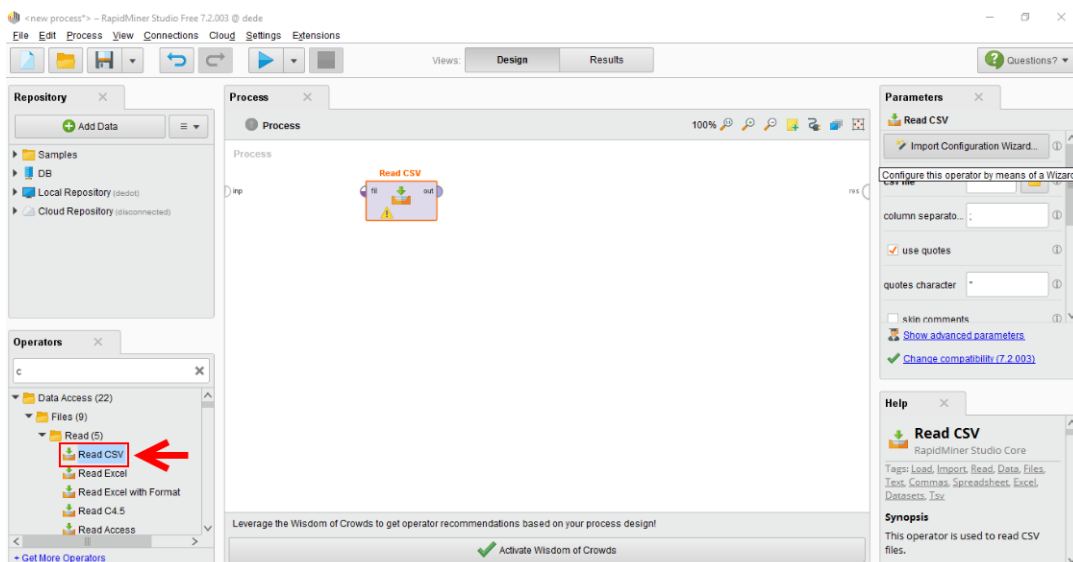 <new process*> – RapidMiner Studio Free 7.2.003 @ dede
File Edit Process View Connections Cloud Settings Extensions
Views: Design Results Questions?
Repository
Add Data
Samples
DB
Local Repository (dedot)
Cloud Repository (disconnected)
Operators
c
Data Access (22)
Files (9)
Read (5)
Read CSV
Read Excel
Read Excel with Format
Read C4.5
Read Access
+ Get More Operators
Process
Process
100%
Process
Read CSV
inp
fil
out
res
Leverage the Wisdom of Crowds to get operator recommendations based on your process design!
Activate Wisdom of Crowds
Parameters
Read CSV
Import Configuration Wizard...
Configure this operator by means of a Wizard
csv file
column separato... ;
use quotes
quotes character "
skip comments
Show advanced parameters
Change compatibility (7.2.003)
Help
Read CSV
RapidMiner Studio Core
Tags: Load, Import, Read, Data, Files,
Text, Commas, Spreadsheet, Excel,
Datasets, Tsv
Synopsis
This operator is used to read CSV
files.